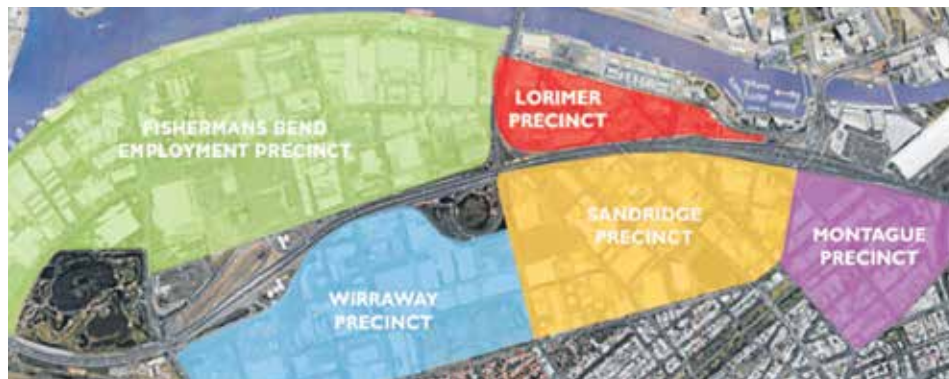 FISHERMANS BEND
EMPLOYMENT PRECINCT
LORIMER
PRECINCT
SANDRIDGE
PRECINCT
MONTAGUE
PRECINCT
WIRRAWAY
PRECINCT